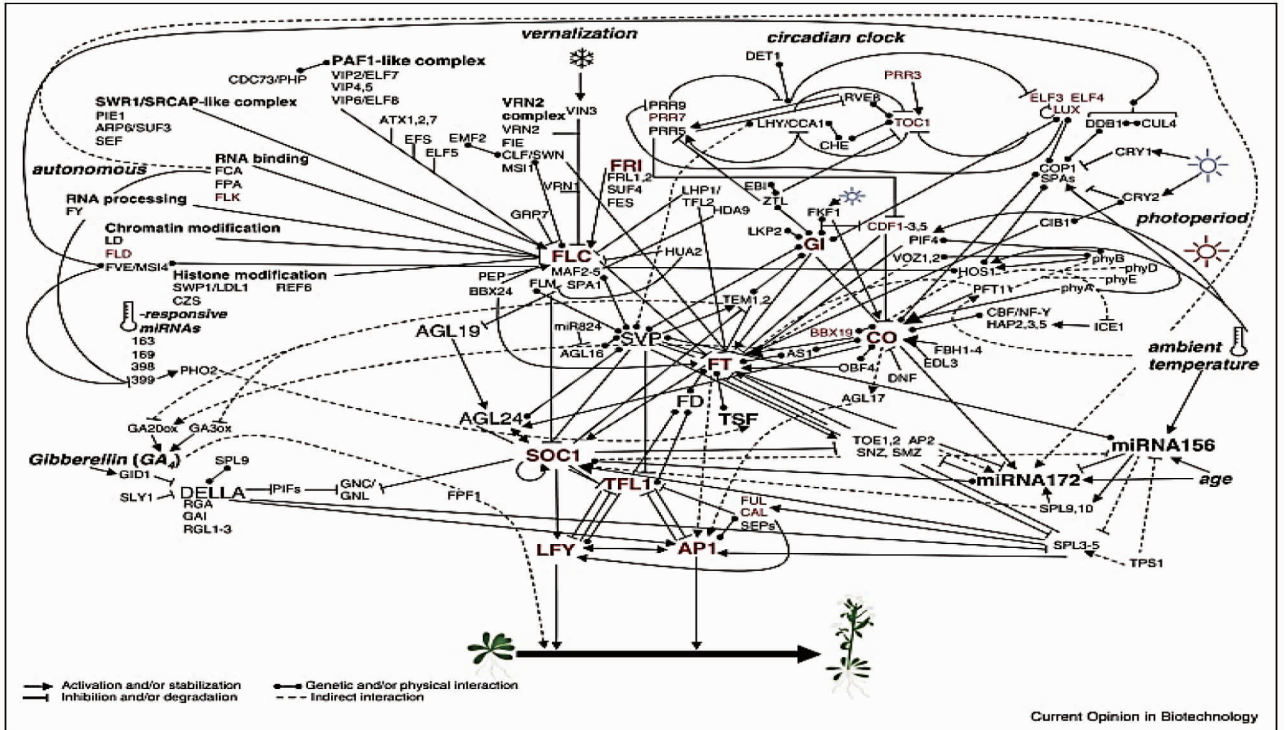 vernalization
circadian clock
DET1
PAF1-like complex
CDC73/PHP
VIP2/ELF7
VIP4,5
VIP6/ELF8
PRR3
SWR1/SRCAP-like complex
PIE1
ARP6/SUF3
SEF
VRN2
complex
VRN2
FIE
CLF/SWN
MSI1
VIN3
PRR9
PRR7
PRR5
RVE8
ELF3 ELF4
LUX
ATX1,2,7
EFS
ELF5
EMF2
LHY/CCA1
TOC1
CHE
DDB1
CUL4
CRY1
autonomous
RNA binding
FCA
FPA
FLK
FRI
FRL1,2
SUF4
FES
VRN1
COP1
SPAs
CRY2
RNA processing
FY
LHP1/
TFL2
HDA9
EBI
ZTL
FKF1
LKP2
GI
CDF1-3,5
CIB1
photoperiod
GRP7
Chromatin modification
LD
FLD
FVE/MSI4
FLC
MAF2-5
FLM
SPA1
HUA2
PIF4
VOZ1,2
HOS1
phyB
phyD
phyE
phyA
Histone modification
SWP1/LDL1
REF6
CZS
PEP
BBX24
TEM1,2
PFT1
CBF/NF-Y
HAP2,3,5
ICE1
-responsive
miRNAs
163
169
398
399
AGL19
miR824
AGL16
SVP
BBX19
CO
AS1
FBH1-4
EDL3
OBF4
DNF
ambient
temperature
PHO2
FT
FD
TSF
AGL17
AGL24
GA20ox
GA3ox
SOC1
TOE1,2 AP2
SNZ, SMZ
miRNA156
Gibberellin (GA4)
GID1
SPL9
SLY1
DELLA
RGA
GAI
RGL1-3
PIFs
GNC/
GNL
FPF1
TFL1
miRNA172
age
SPL9,10
FUL
CAL
SEPs
LFY
AP1
SPL3-5
TPS1
Activation and/or stabilization
Inhibition and/or degradation
Genetic and/or physical interaction
Indirect interaction
Current Opinion in Biotechnology